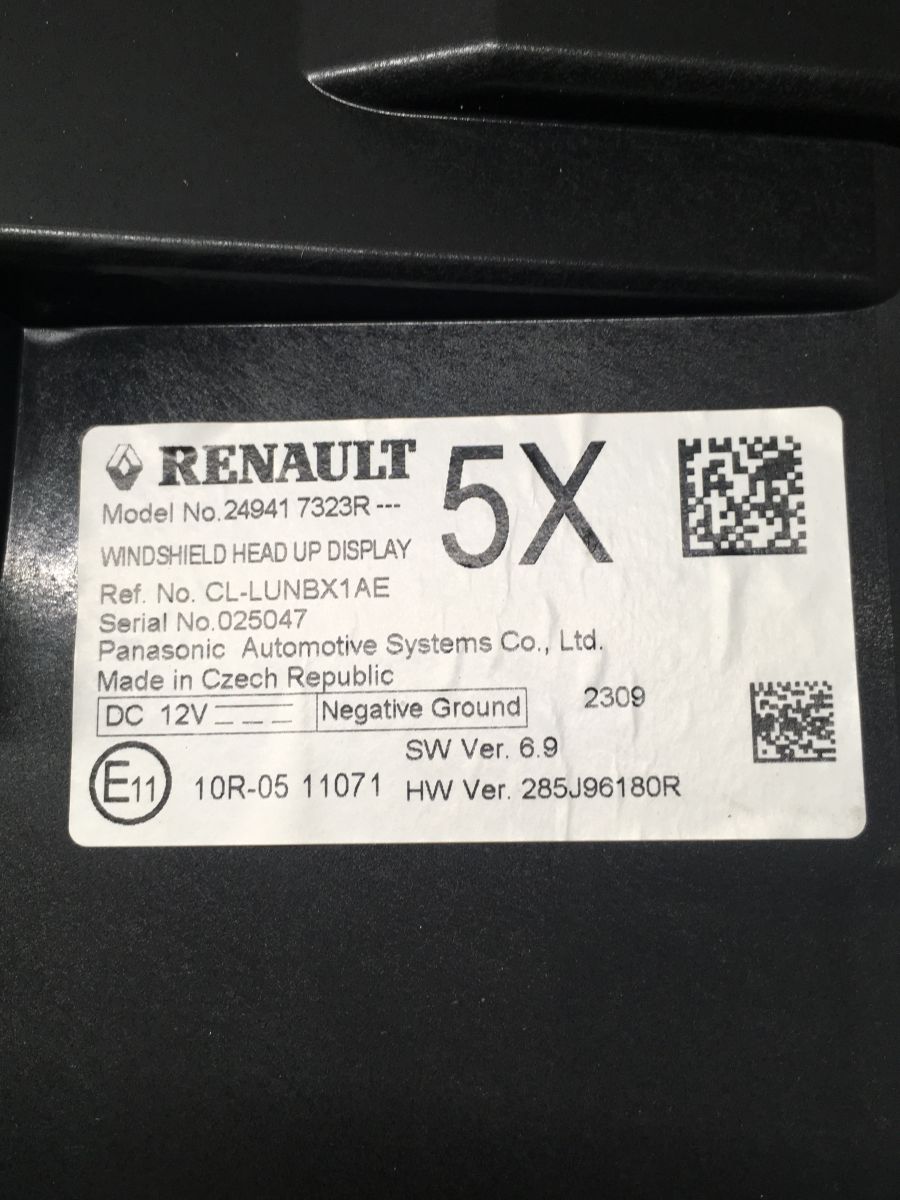 RENAULT
5X
Model No.24941 7323R ---
WINDSHIELD HEAD UP DISPLAY
Ref. No. CL-LUNBX1AE
Serial No.025047
Panasonic Automotive Systems Co., Ltd.
Made in Czech Republic
DC 12V
Negative Ground
2309
SW Ver. 6.9
E11
10R-05 11071
HW Ver. 285J96180R